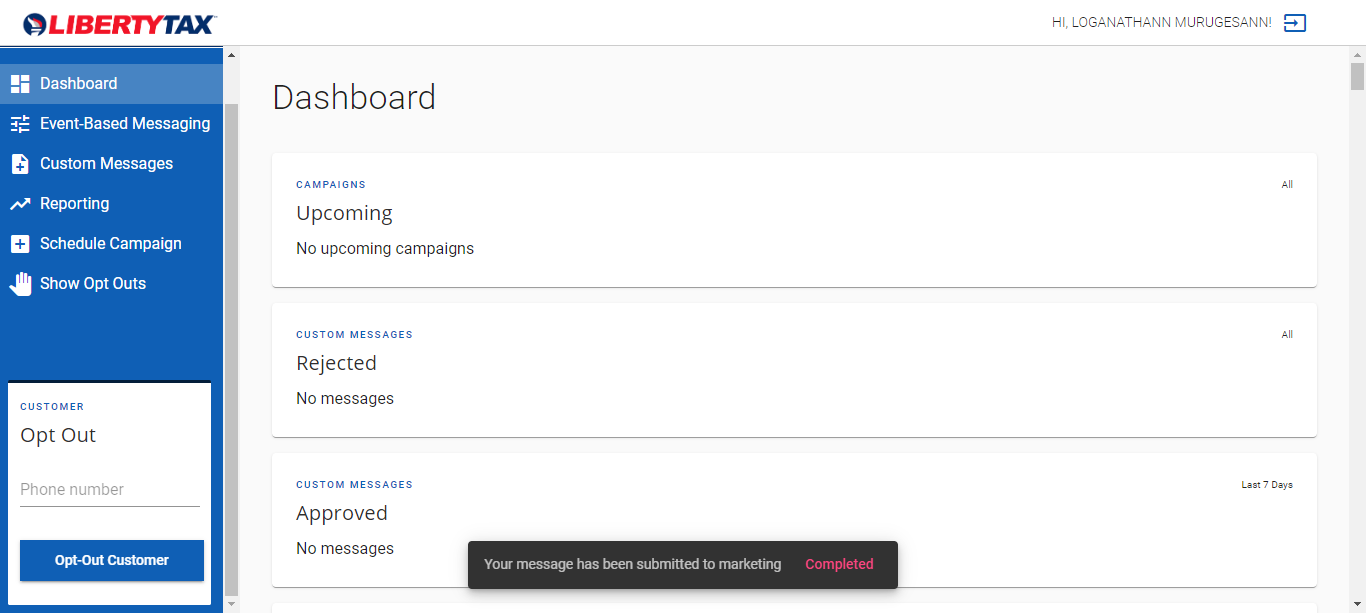 LIBERTYTAX
HI, LOGANATHANN MURUGESANN!
Dashboard
Event-Based Messaging
Custom Messages
Reporting
Schedule Campaign
Show Opt Outs
CUSTOMER
Opt Out
Phone number
Opt-Out Customer
Dashboard
CAMPAIGNS
All
Upcoming
No upcoming campaigns
CUSTOM MESSAGES
All
Rejected
No messages
CUSTOM MESSAGES
Last 7 Days
Approved
No messages
Your message has been submitted to marketing Completed